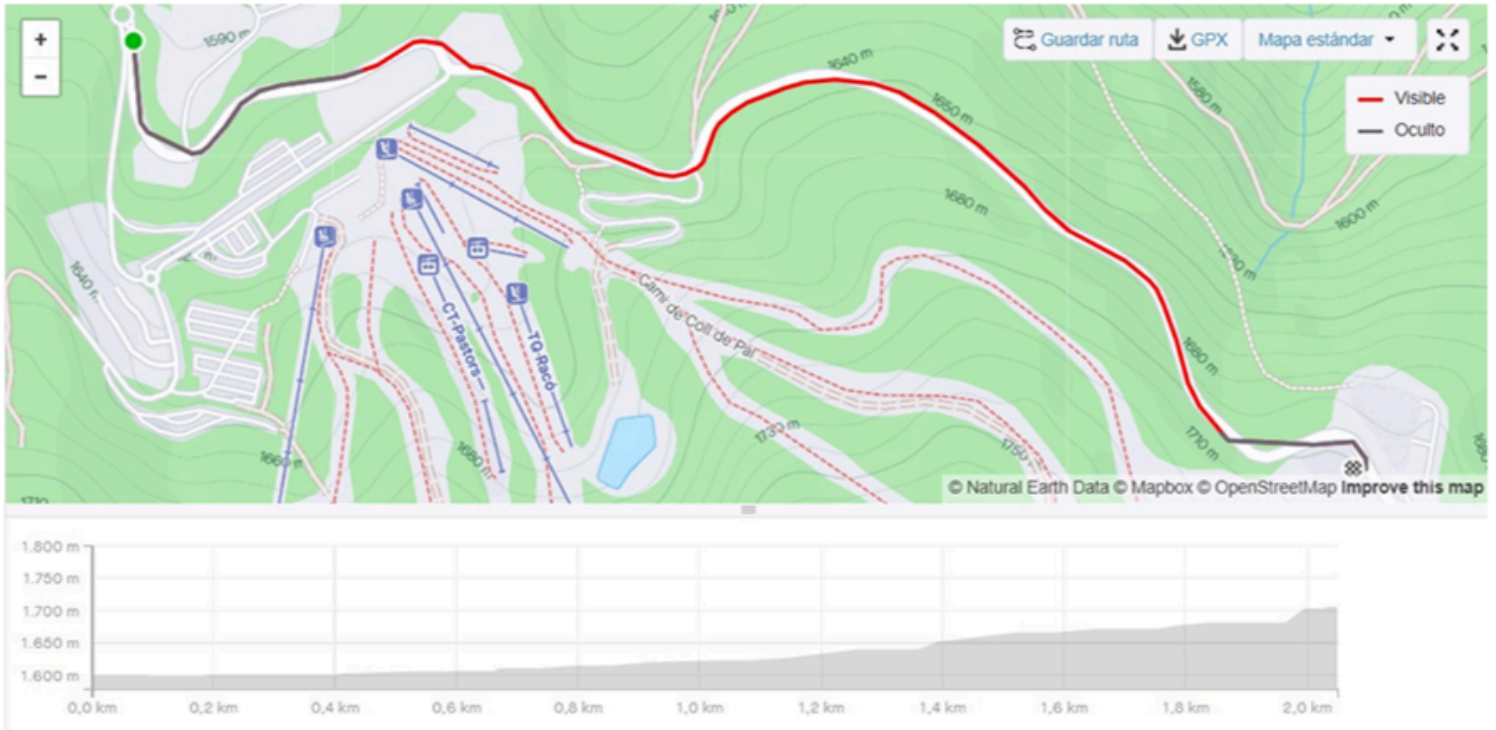 +
−
Guardar ruta
GPX
Mapa estándar
Visible
Oculto
1590 m
1640 m
1650 m
1580 m
1600 m
1660 m
1680 m
1710 m
CT-Pastors
TQ-Racó
Camí de Coll de Pal
1730 m
1750
1660 m
1680 m
© Natural Earth Data © Mapbox © OpenStreetMap Improve this map
1.800 m
1.750 m
1.700 m
1.650 m
1.600 m
0,0 km
0,2 km
0,4 km
0,6 km
0,8 km
1,0 km
1,2 km
1,4 km
1,6 km
1,8 km
2,0 km